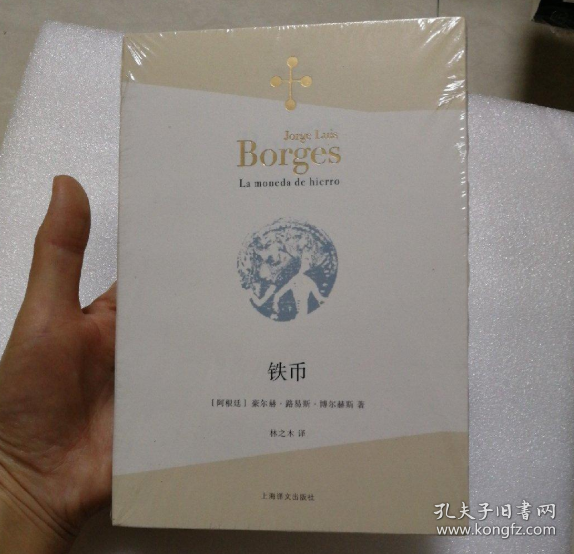 Jorge Luis
Borges
La moneda de hierro
铁币
[阿根廷] 豪尔赫·路易斯·博尔赫斯 著
林之木 译
上海译文出版社
孔夫子旧书网
www.kongfz.com